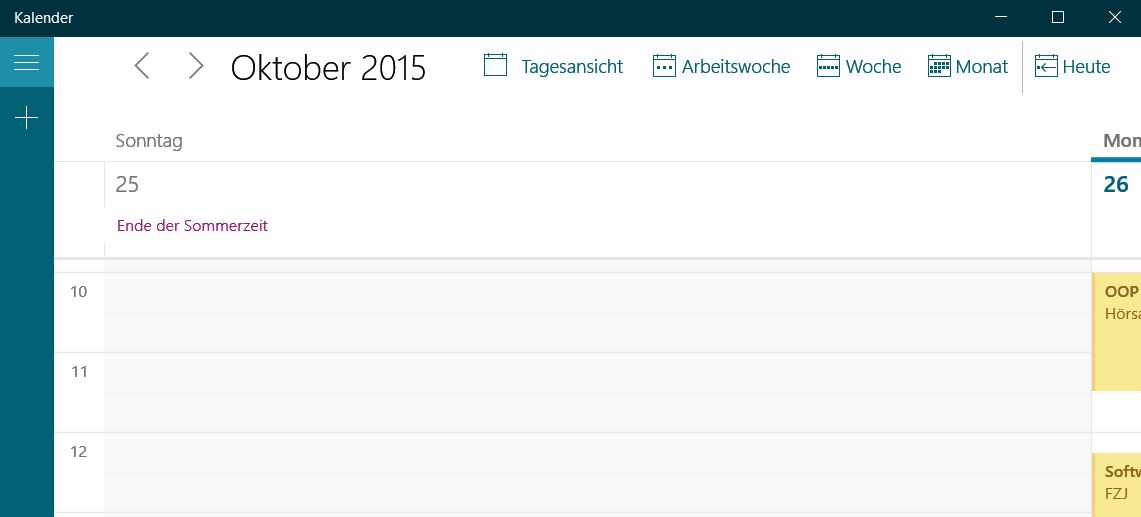 Kalender
Oktober 2015
Tagesansicht
Arbeitswoche
Woche
Monat
Heute
Sonntag
Mon
25
26
Ende der Sommerzeit
10
OOP
Hörsa
11
12
Softw
FZJ